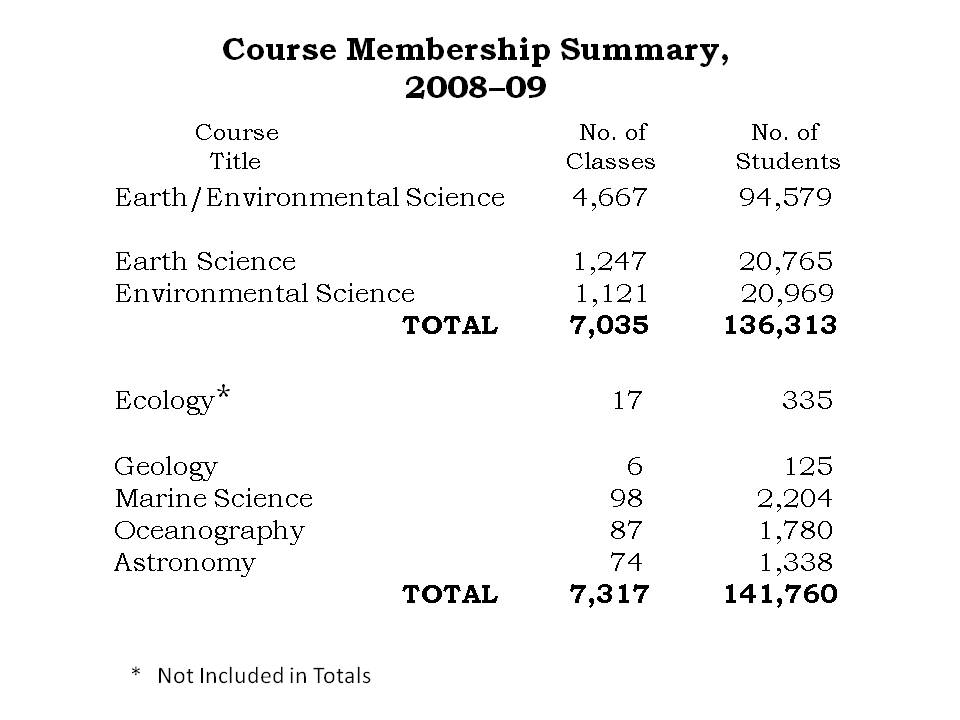 Course Membership Summary,
2008–09
Course No. of No. of
Title Classes Students
Earth/Environmental Science 4,667 94,579
Earth Science 1,247 20,765
Environmental Science 1,121 20,969
TOTAL 7,035 136,313
Ecology* 17 335
Geology 6 125
Marine Science 98 2,204
Oceanography 87 1,780
Astronomy 74 1,338
TOTAL 7,317 141,760
* Not Included in Totals